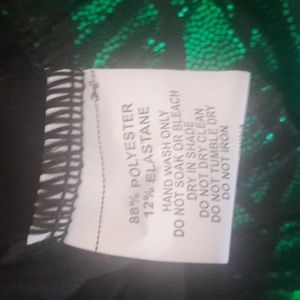 88% POLYESTER
12% ELASTANE
HAND WASH ONLY
DO NOT SOAK OR BLEACH
DRY IN SHADE
DO NOT DRY CLEAN
DO NOT TUMBLE DRY
DO NOT IRON